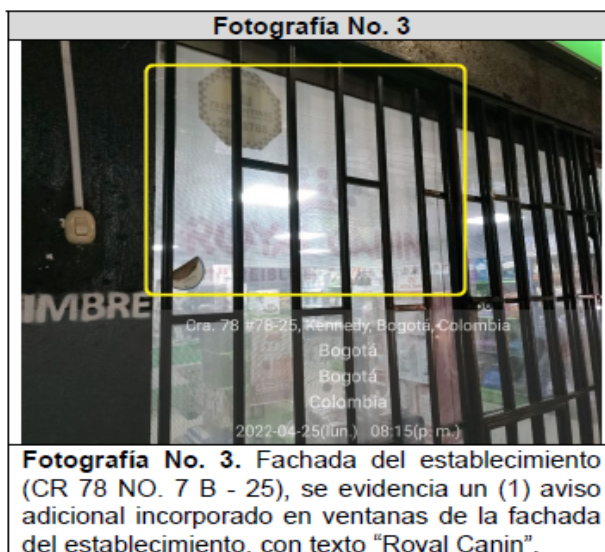 Fotografía No. 3
ROYAL CANIN
IMBRE
Cra. 78 #78-25, Kennedy, Bogotá, Colombia
Bogotá
Bogotá
Colombia
2022-04-25(lun.) 08:15(p. m.)
Fotografía No. 3. Fachada del establecimiento
(CR 78 NO. 7 B - 25), se evidencia un (1) aviso
adicional incorporado en ventanas de la fachada
del establecimiento, con texto “Royal Canin”.